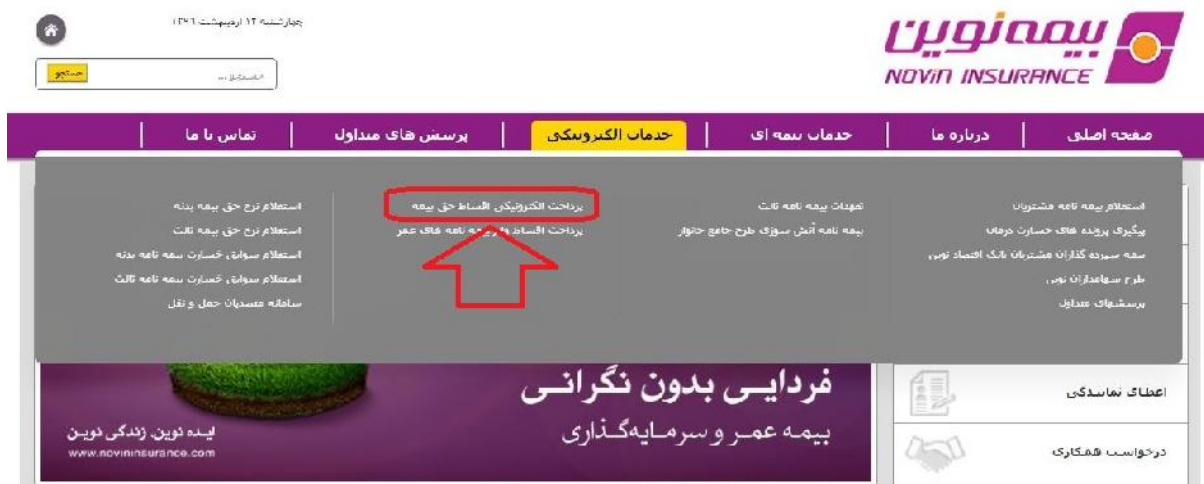 بیمه نوین
NOVIN INSURANCE
چهارشنبه ۱۳ اردیبهشت ۱۳۹۶
جستجو ...
جستجو
صفحه اصلی
درباره ما
خدمات بیمه ای
خدمات الکترونیکی
پرسش های متداول
تماس با ما
استعلام بیمه نامه مشتریان
پیگیری پرونده های خسارت درمان
بیمه سپرده گذاران مشتریان بانک اقتصاد نوین
طرح سهامداران نوین
پرسشهای متداول
تعهدات بیمه نامه ثالث
بیمه نامه آتش سوزی طرح جامع خانوار
پرداخت الکترونیکی اقساط حق بیمه
پرداخت اقساط وام بیمه نامه های عمر
استعلام نرخ حق بیمه بدنه
استعلام نرخ حق بیمه ثالث
استعلام سوابق خسارت بیمه نامه بدنه
استعلام سوابق خسارت بیمه نامه ثالث
سامانه متصدیان حمل و نقل
فردایی بدون نگرانی
بیمه عمر و سرمایه‌گذاری
ایده نوین، زندگی نوین
www.novininsurance.com
اعطای نمایندگی
درخواست همکاری